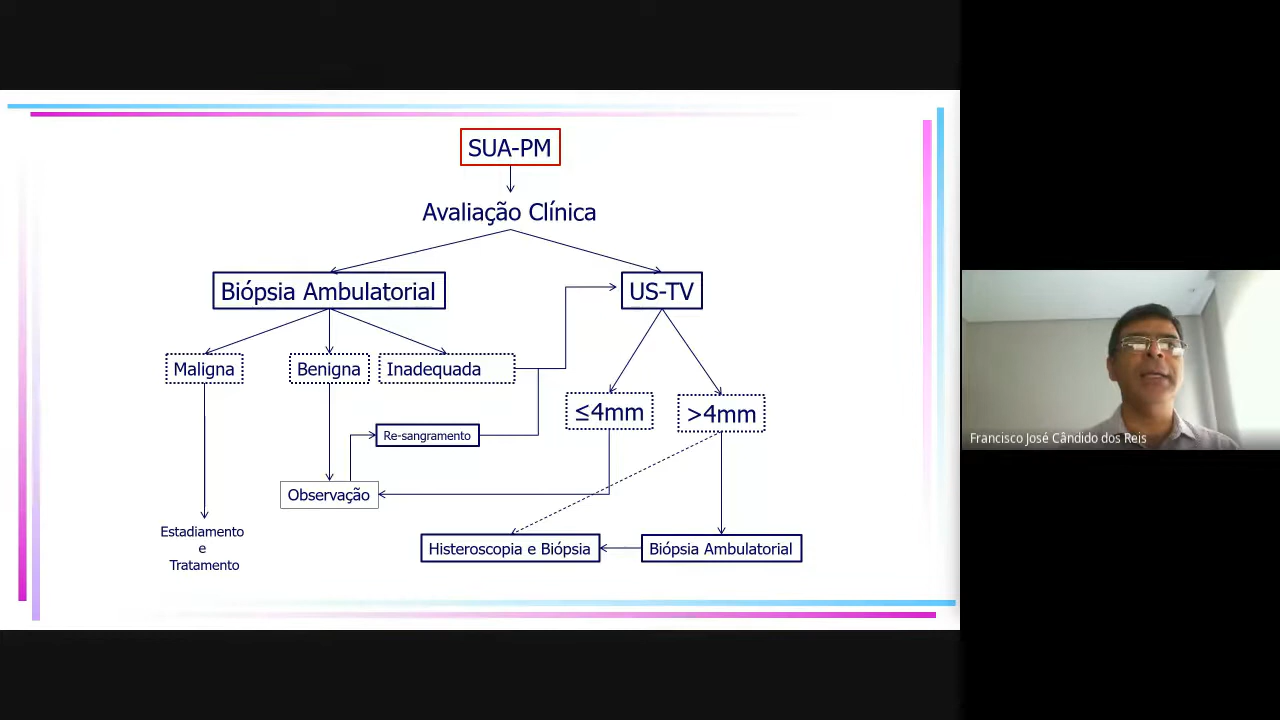 SUA-PM
Avaliação Clínica
Biópsia Ambulatorial
US-TV
Maligna
Benigna
Inadequada
≤4mm
>4mm
Re-sangramento
Observação
Estadiamento
e
Tratamento
Histeroscopia e Biópsia
Biópsia Ambulatorial
Francisco José Cândido dos Reis